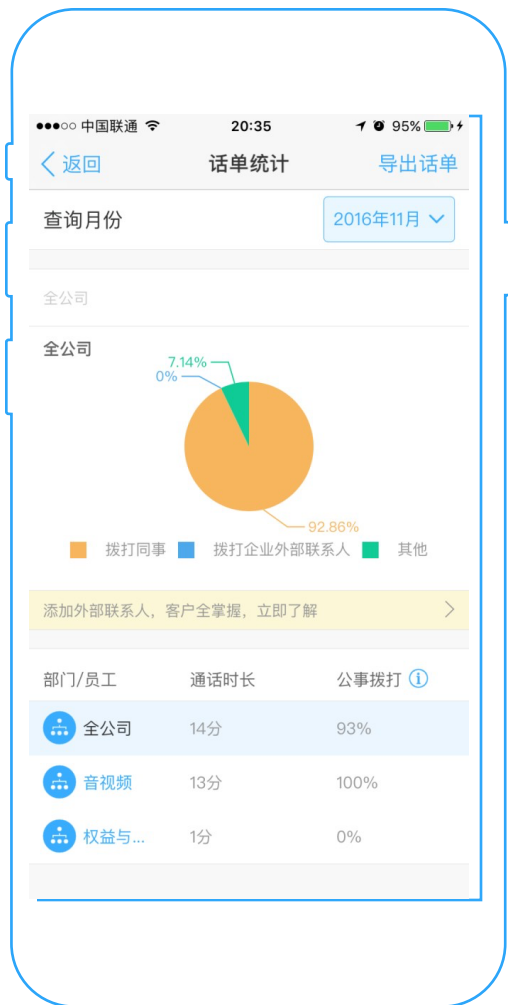 中国联通 20:35 95%
返回 话单统计 导出话单
查询月份 2016年11月
全公司
全公司
7.14%
0%
92.86%
拨打同事 拨打企业外部联系人 其他
添加外部联系人，客户全掌握，立即了解
部门/员工 通话时长 公事拨打
全公司 14分 93%
音视频 13分 100%
权益与... 1分 0%